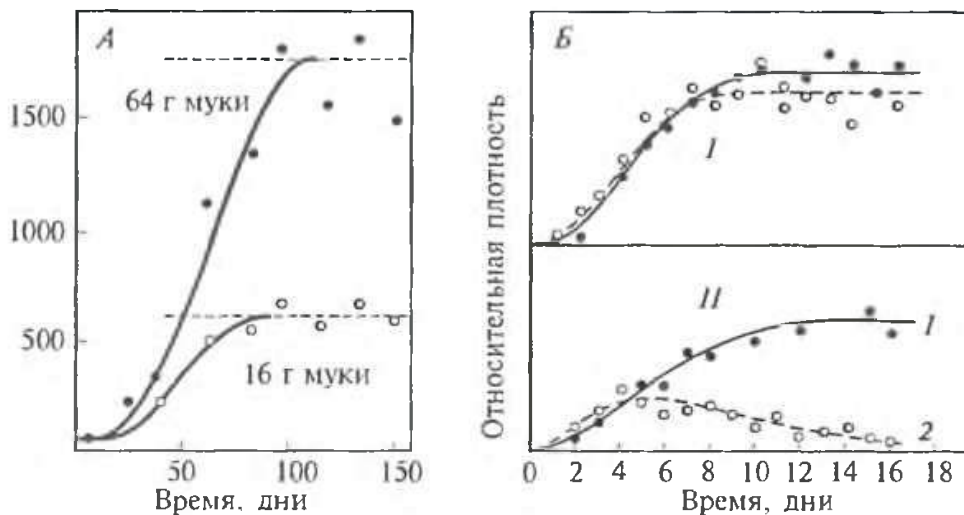 А
64 г муки
1500
1000
500
16 г муки
50
100
150
Время, дни
Относительная плотность
Б
I
II
1
2
0 2 4 6 8 10 12 14 16 18
Время, дни